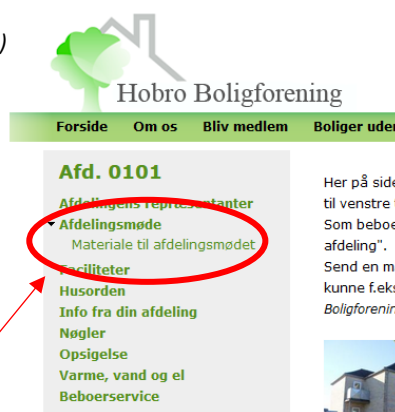 )
Hobro Boligforening
Forside Om os Bliv medlem Boliger uden
Afd. 0101
Afdelingens repræsentanter
Afdelingsmøde
Materiale til afdelingsmødet
Faciliteter
Husorden
Info fra din afdeling
Nøgler
Opsigelse
Varme, vand og el
Beboerservice
Her på side
til venstre
Som beboe
afdeling".
Send en m
kunne f.eks
Boligforenin